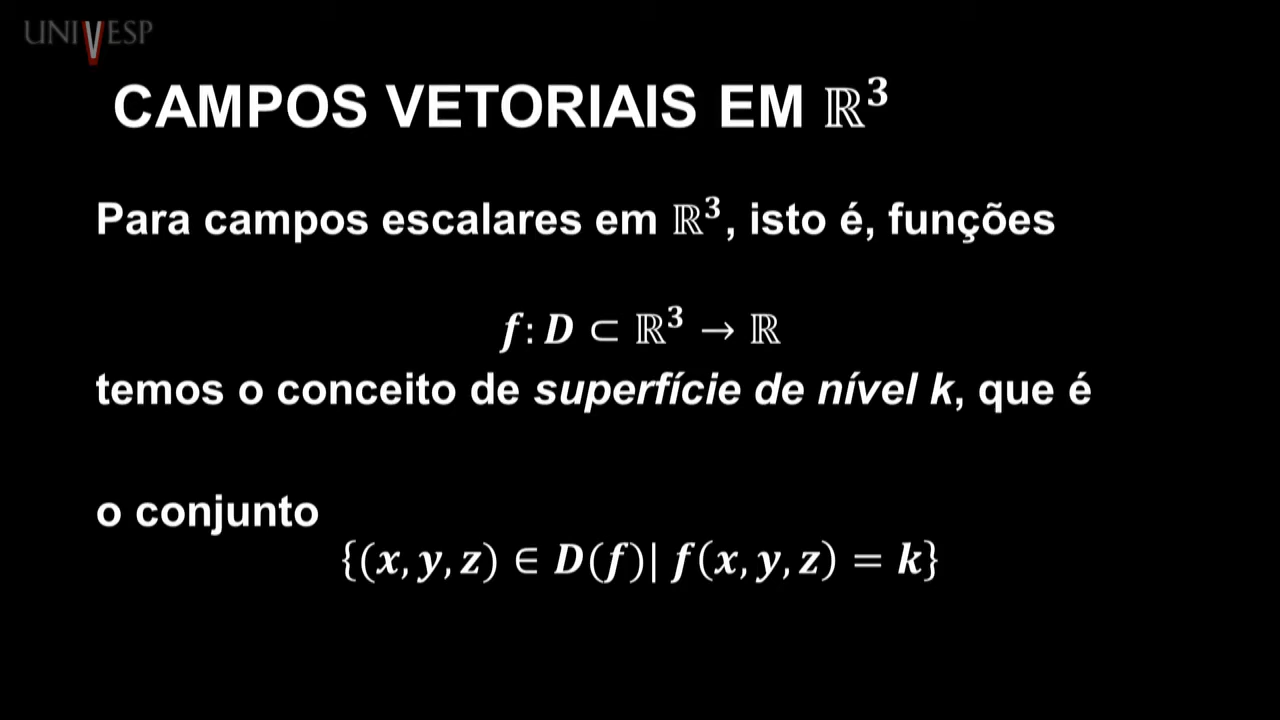 UNIVESP
CAMPOS VETORIAIS EM ℝ³
Para campos escalares em ℝ³, isto é, funções
f: D ⊂ ℝ³ → ℝ
temos o conceito de superfície de nível k, que é
o conjunto
{(x, y, z) ∈ D(f)| f(x, y, z) = k}